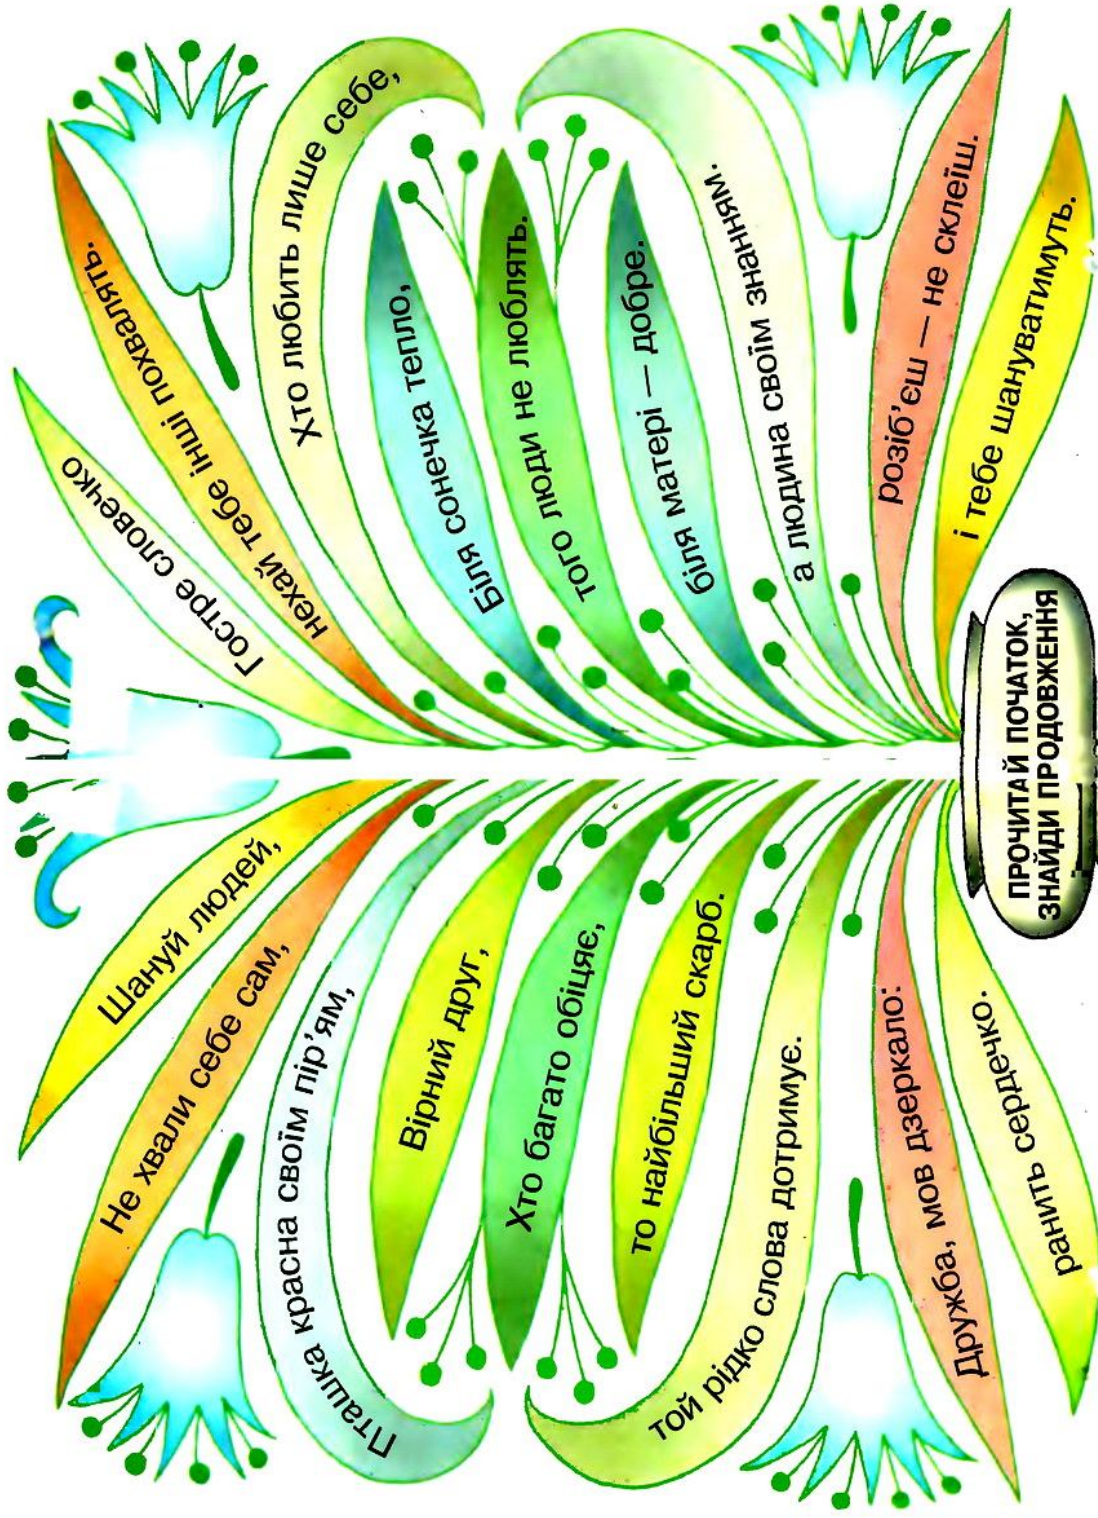 Шануй людей,
Не хвали себе сам,
Пташка красна своїм пір'ям,
Вірний друг,
Хто багато обіцяє,
то найбільший скарб.
той рідко слова дотримує.
Дружба, мов дзеркало:
ранить сердечко.
Гостре словечко
нехай тебе інші похвалять.
Хто любить лише себе,
Біля сонечка тепло,
того люди не люблять.
біля матері — добре.
а людина своїм знанням.
розіб'єш — не склеїш.
і тебе шануватимуть.
ПРОЧИТАЙ ПОЧАТОК,
ЗНАЙДИ ПРОДОВЖЕННЯ